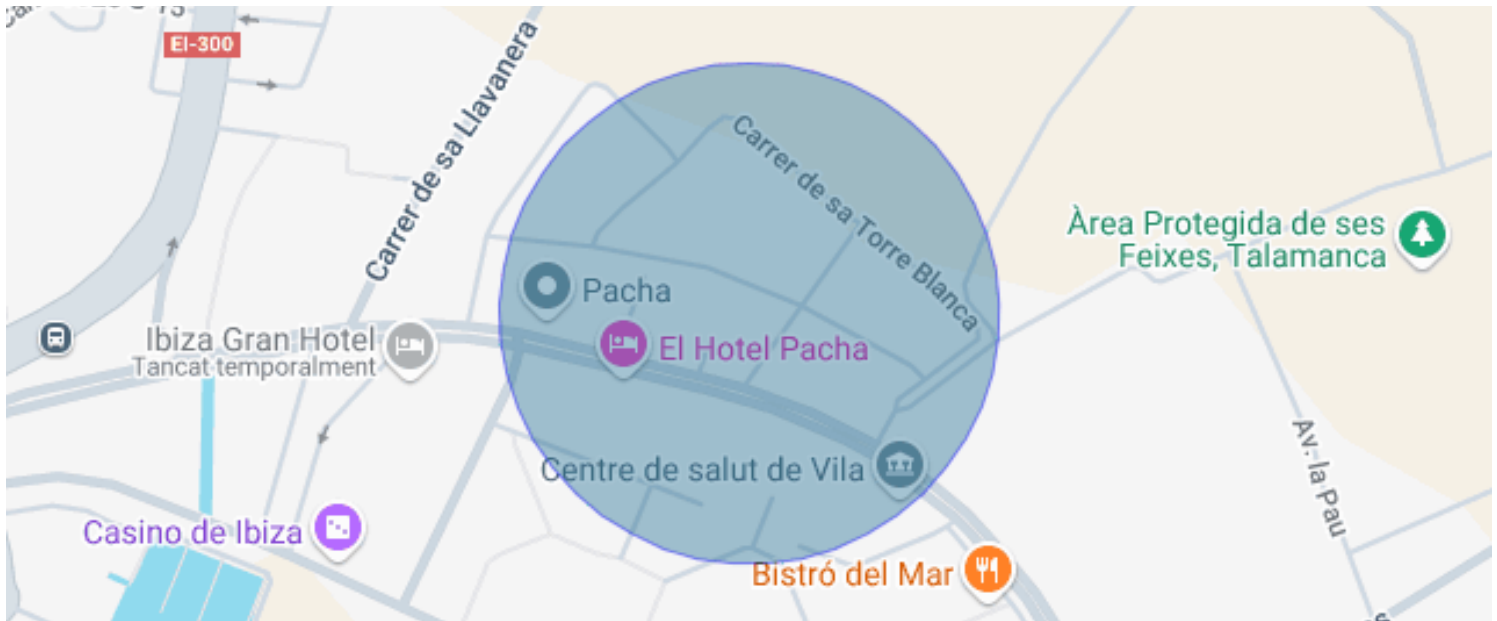 EI-300
Carrer de sa Llavanera
Carrer de sa Torre Blanca
Àrea Protegida de ses
Feixes, Talamanca
Pacha
Ibiza Gran Hotel
Tancat temporalment
El Hotel Pacha
Centre de salut de Vila
Av. la Pau
Casino de Ibiza
Bistró del Mar